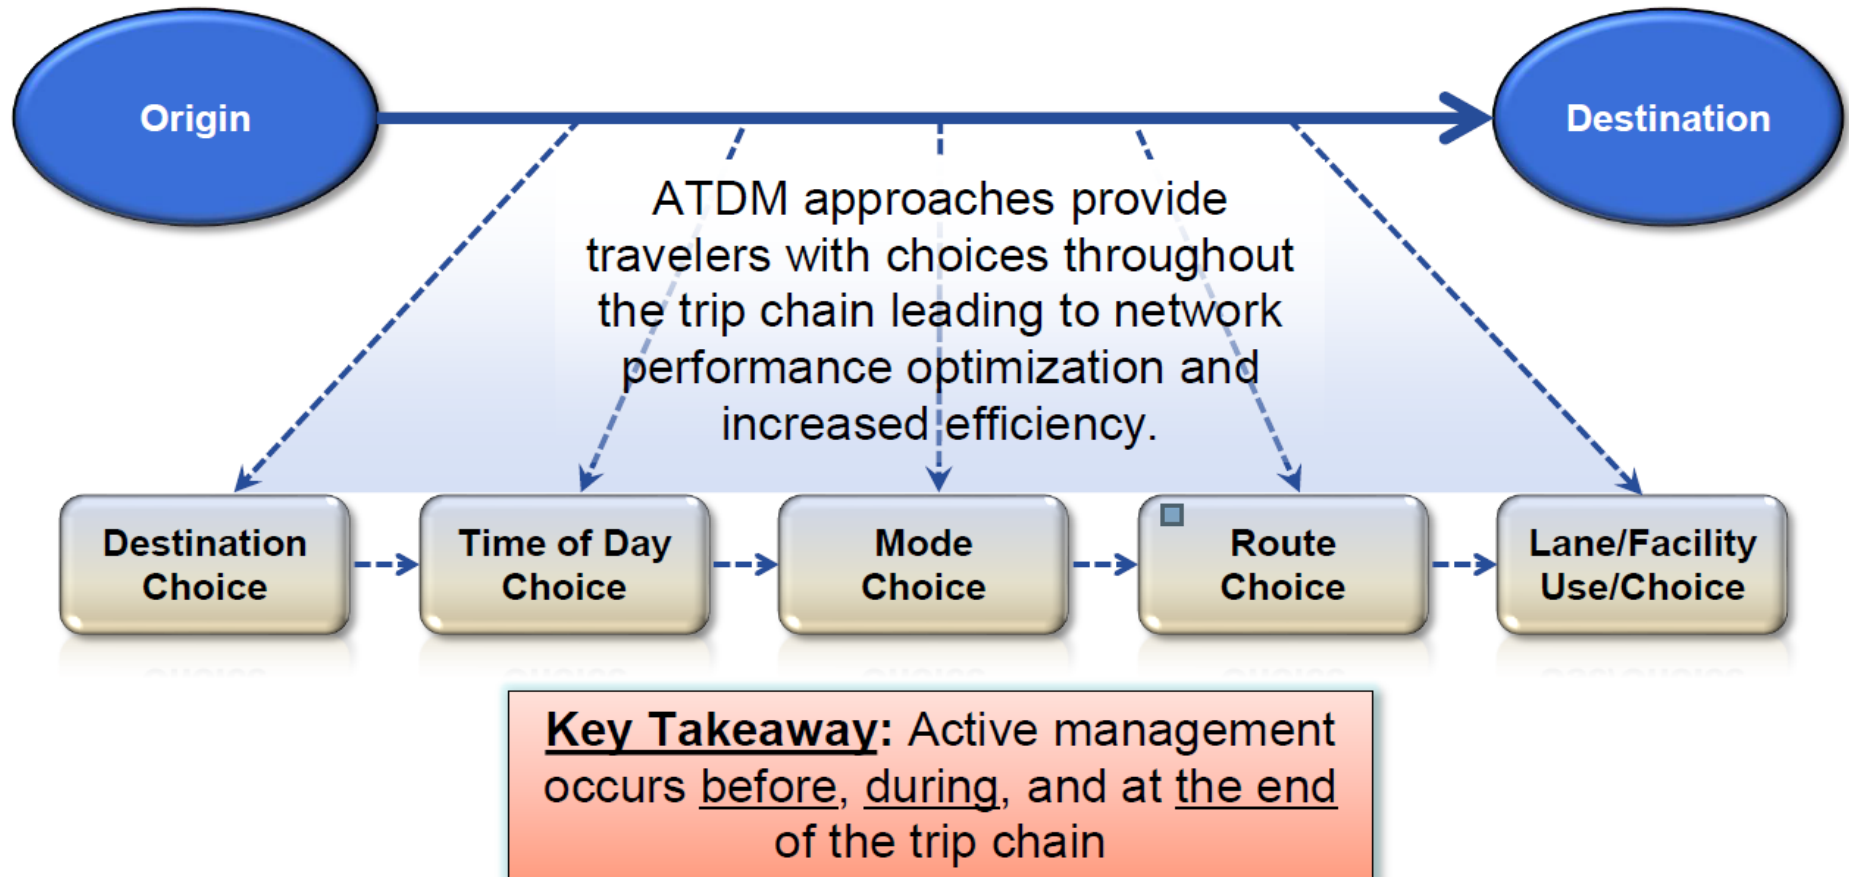 Origin
Destination
ATDM approaches provide
travelers with choices throughout
the trip chain leading to network
performance optimization and
increased efficiency.
Destination
Choice
Time of Day
Choice
Mode
Choice
Route
Choice
Lane/Facility
Use/Choice
Key Takeaway: Active management
occurs before, during, and at the end
of the trip chain